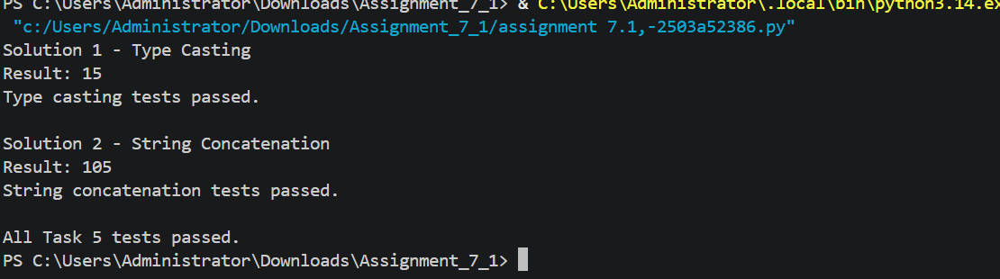 PS C:\Users\Administrator\Downloads\Assignment_7_1> & C:\Users\Administrator\.local\bin\python3.14.ex
"c:/Users/Administrator/Downloads/Assignment_7_1/assignment 7.1,-2503a52386.py"
Solution 1 - Type Casting
Result: 15
Type casting tests passed.
Solution 2 - String Concatenation
Result: 105
String concatenation tests passed.
All Task 5 tests passed.
PS C:\Users\Administrator\Downloads\Assignment_7_1>